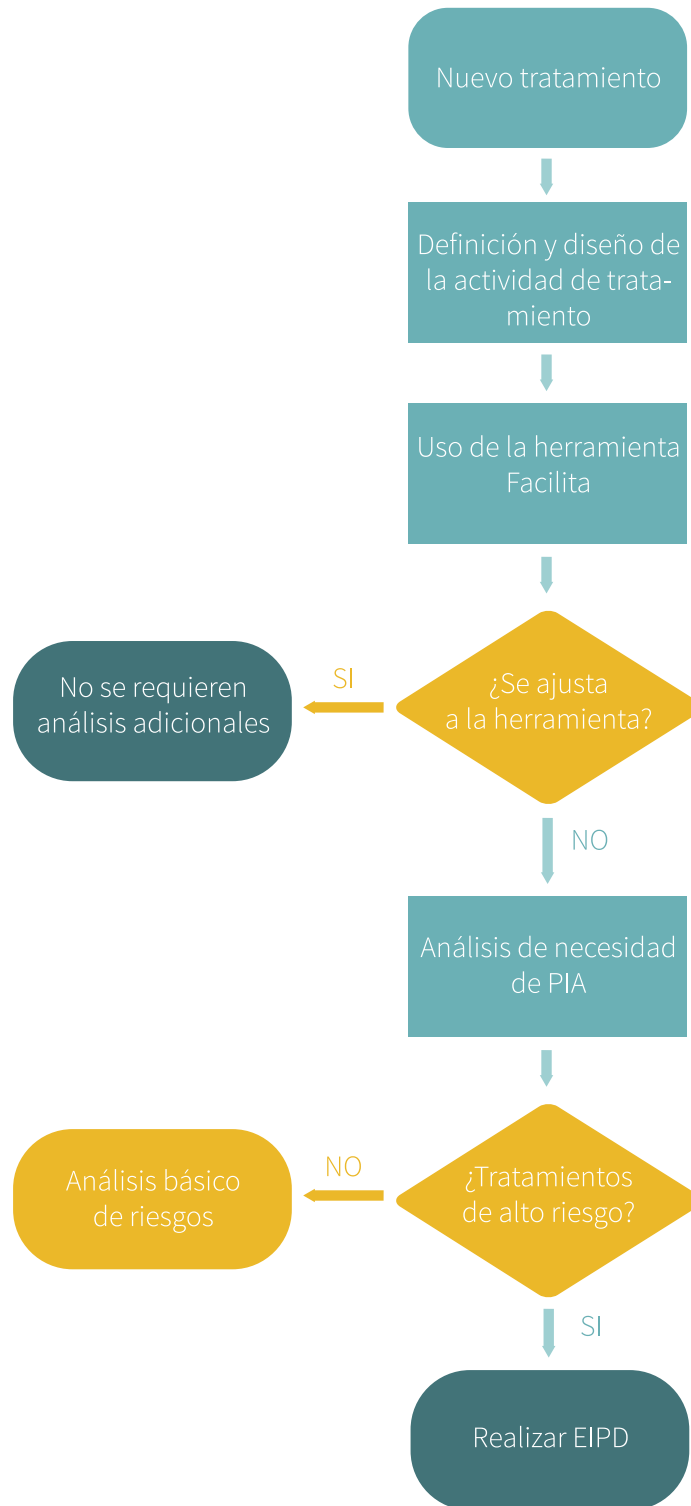 Nuevo tratamiento
Definición y diseño de
la actividad de trata-
miento
Uso de la herramienta
Facilita
¿Se ajusta
a la herramienta?
SI
No se requieren
análisis adicionales
NO
Análisis de necesidad
de PIA
¿Tratamientos
de alto riesgo?
NO
Análisis básico
de riesgos
SI
Realizar EIPD